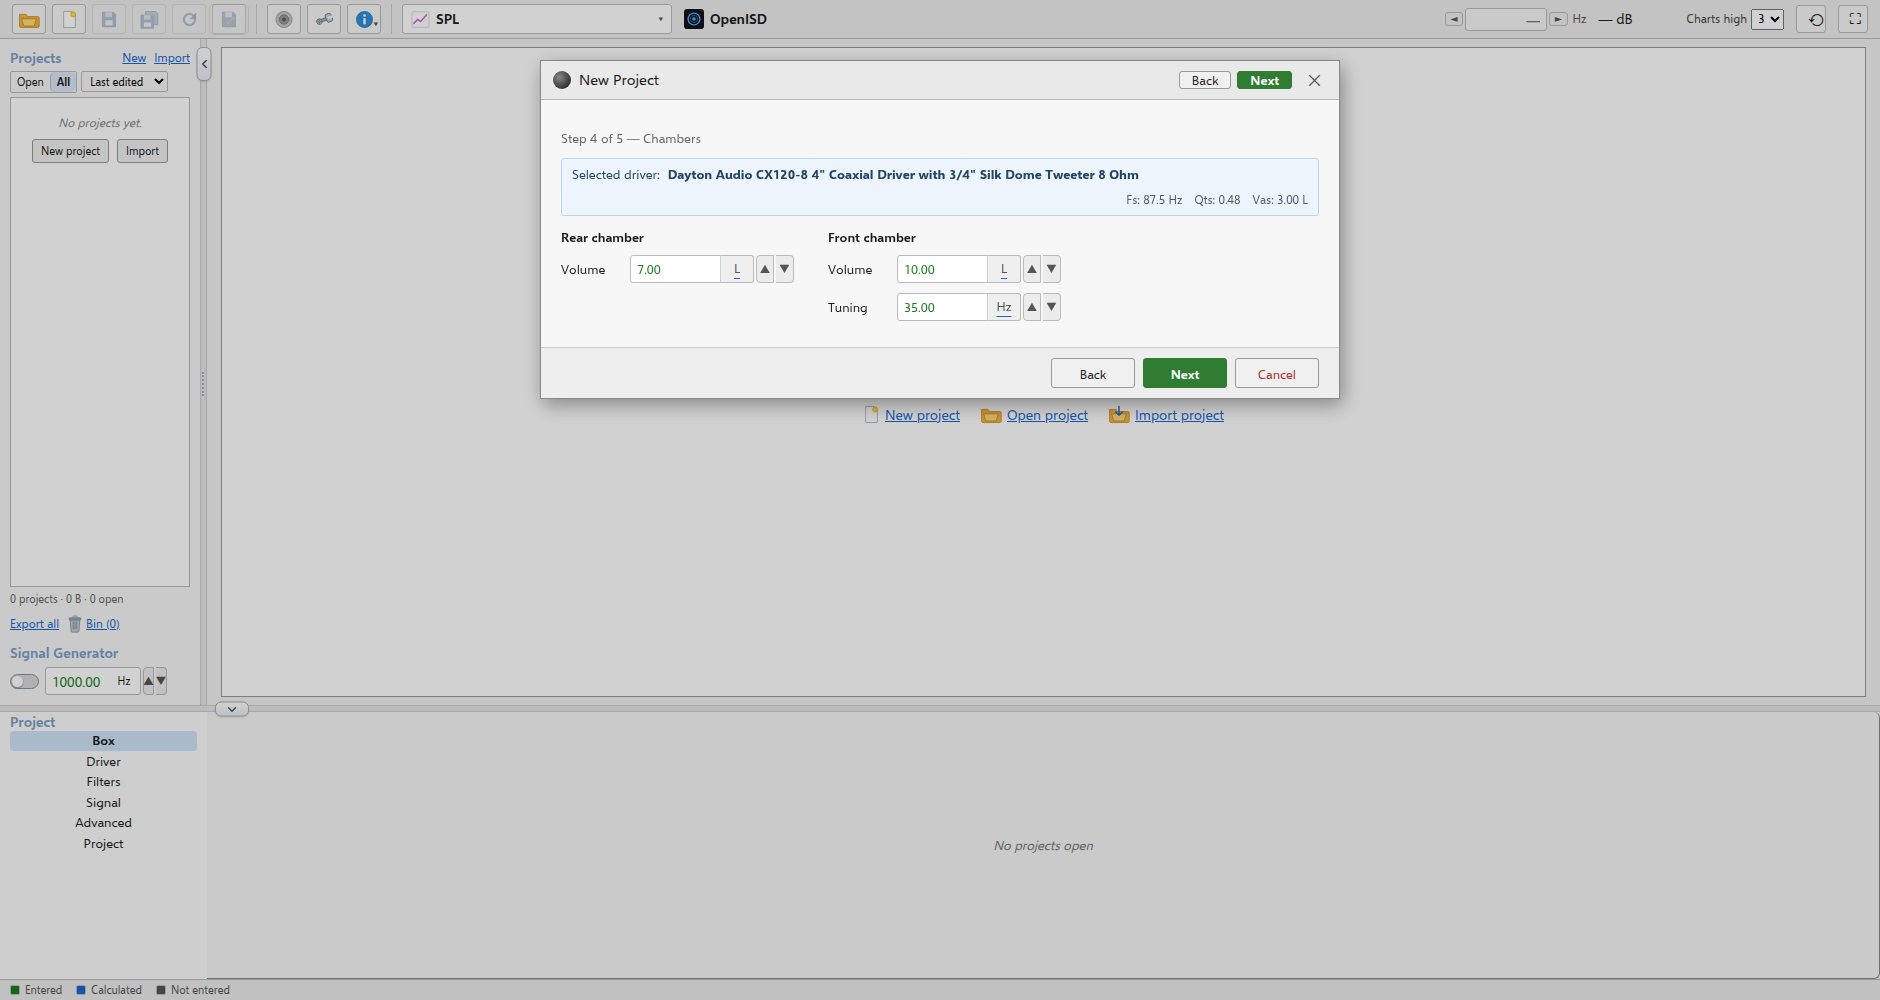 SPL
OpenISD
—
Hz
— dB
Charts high
3
Projects
New
Import
Open
All
Last edited
No projects yet.
New project
Import
0 projects · 0 B · 0 open
Export all
Bin (0)
Signal Generator
1000.00
Hz
New Project
Back
Next
Step 4 of 5 — Chambers
Selected driver: Dayton Audio CX120-8 4" Coaxial Driver with 3/4" Silk Dome Tweeter 8 Ohm
Fs: 87.5 Hz Qts: 0.48 Vas: 3.00 L
Rear chamber
Volume
7.00
L
Front chamber
Volume
10.00
L
Tuning
35.00
Hz
Back
Next
Cancel
New project
Open project
Import project
Project
Box
Driver
Filters
Signal
Advanced
Project
No projects open
Entered
Calculated
Not entered